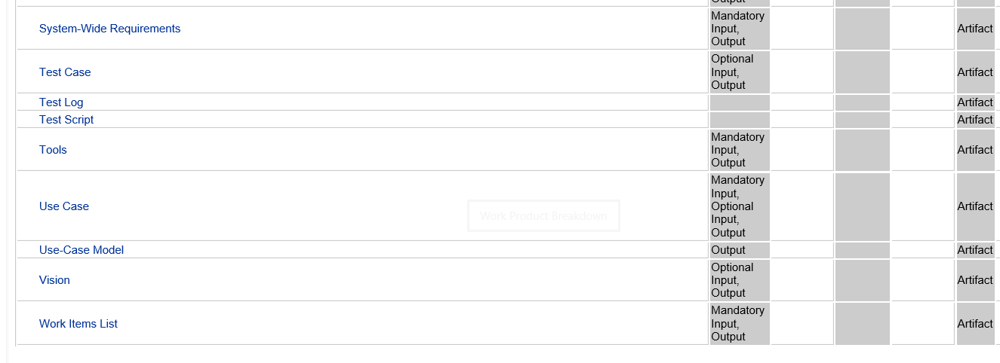 Output
System-Wide Requirements
Mandatory
Input,
Output
Artifact
Test Case
Optional
Input,
Output
Artifact
Test Log
Artifact
Test Script
Artifact
Tools
Mandatory
Input,
Output
Artifact
Use Case
Mandatory
Input,
Optional
Input,
Output
Artifact
Work Product Breakdown
Use-Case Model
Output
Artifact
Vision
Optional
Input,
Output
Artifact
Work Items List
Mandatory
Input,
Output
Artifact